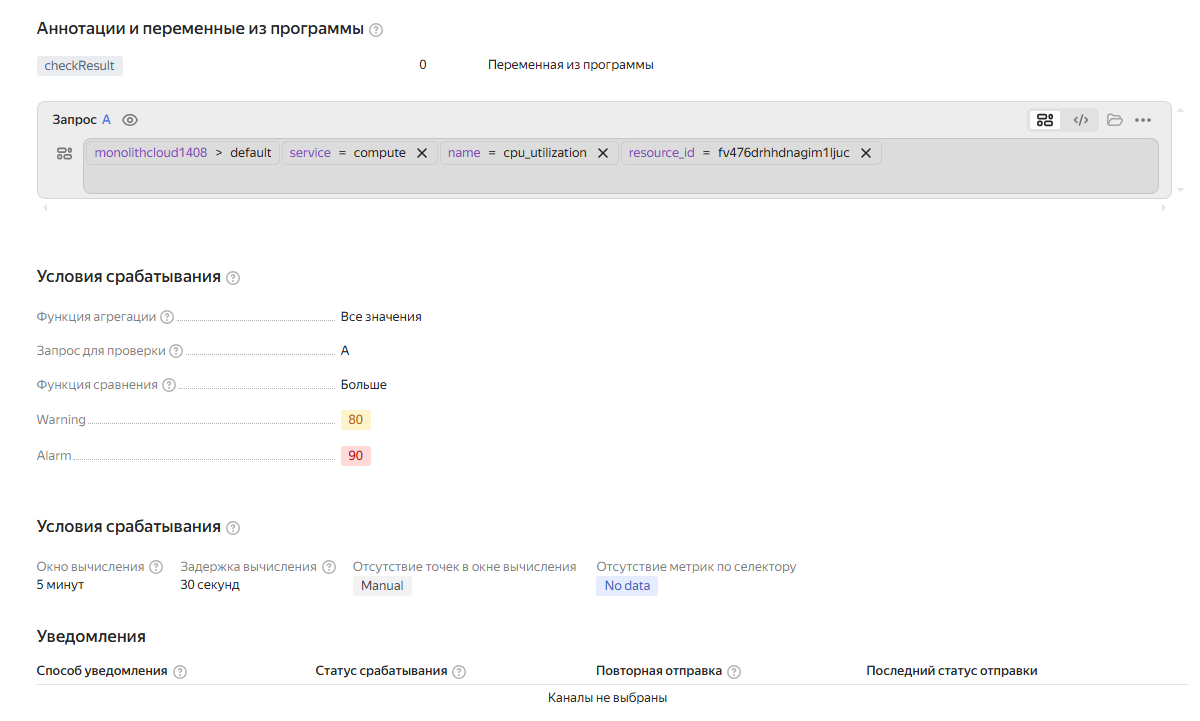 Аннотации и переменные из программы ?
checkResult 0 Переменная из программы
Запрос A </> •••
monolithcloud1408 > default service = compute × name = cpu_utilization × resource_id = fv476drhhdnagim1ljuc ×
Условия срабатывания ?
Функция агрегации ? Все значения
Запрос для проверки ? A
Функция сравнения ? Больше
Warning 80
Alarm 90
Условия срабатывания ?
Окно вычисления ? Задержка вычисления ? Отсутствие точек в окне вычисления Отсутствие метрик по селектору
5 минут 30 секунд Manual No data
Уведомления
Способ уведомления ? Статус срабатывания ? Повторная отправка ? Последний статус отправки
Каналы не выбраны